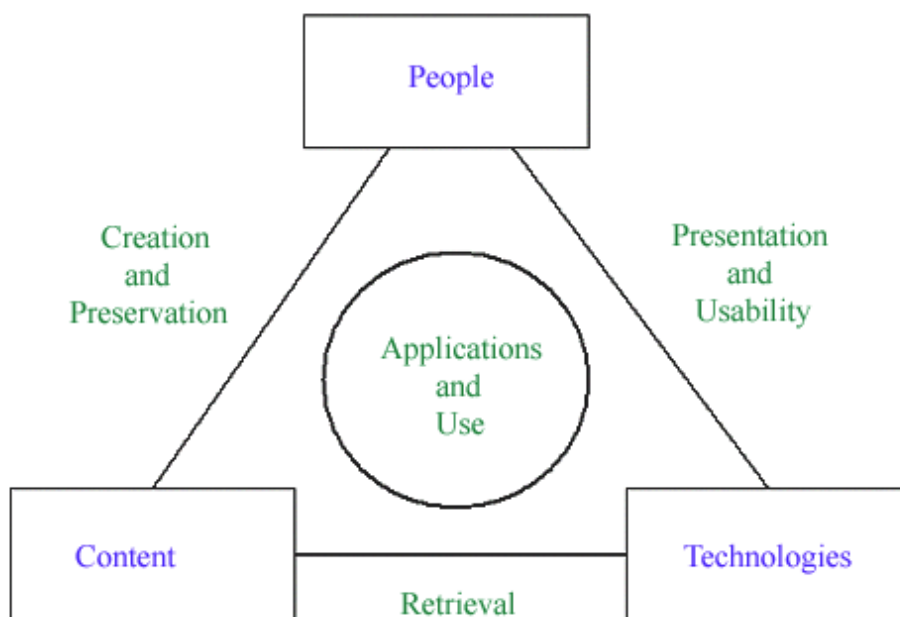 People
Creation
and
Preservation
Presentation
and
Usability
Applications
and
Use
Content
Technologies
Retrieval